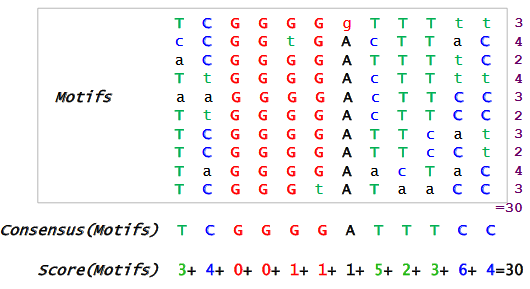 T C G G G G g T T T t t 3
c C G G t G A c T T a C 4
a C G G G G A T T T t C 2
T t G G G G A c T T t t 4
Motifs a a G G G G A c T T C C 3
T t G G G G A c T T C C 2
T C G G G G A T T c a t 3
T C G G G G A T T c C t 2
T a G G G G A a c T a C 4
T C G G G t A T a a C C 3
=30
Consensus(Motifs) T C G G G G A T T T C C
Score(Motifs) 3+ 4+ 0+ 0+ 1+ 1+ 1+ 5+ 2+ 3+ 6+ 4=30